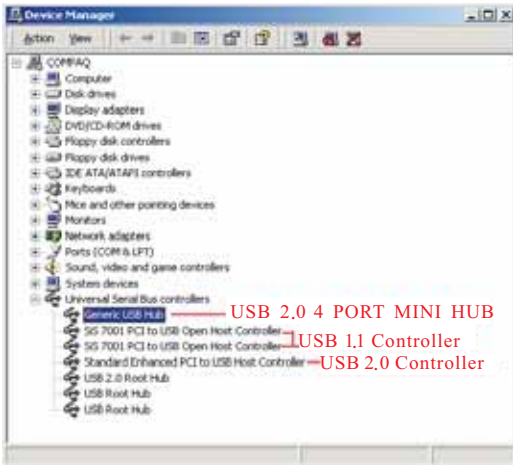 Device Manager
Action View
COMPAQ
Computer
Disk drives
Display adapters
DVD/CD-ROM drives
Floppy disk controllers
Floppy disk drives
IDE ATA/ATAPI controllers
Keyboards
Mice and other pointing devices
Monitors
Network adapters
Ports (COM & LPT)
Sound, video and game controllers
System devices
Universal Serial Bus controllers
Generic USB Hub USB 2.0 4 PORT MINI HUB
SiS 7001 PCI to USB Open Host Controller
SiS 7001 PCI to USB Open Host Controller USB 1.1 Controller
Standard Enhanced PCI to USB Host Controller USB 2.0 Controller
USB 2.0 Root Hub
USB Root Hub
USB Root Hub